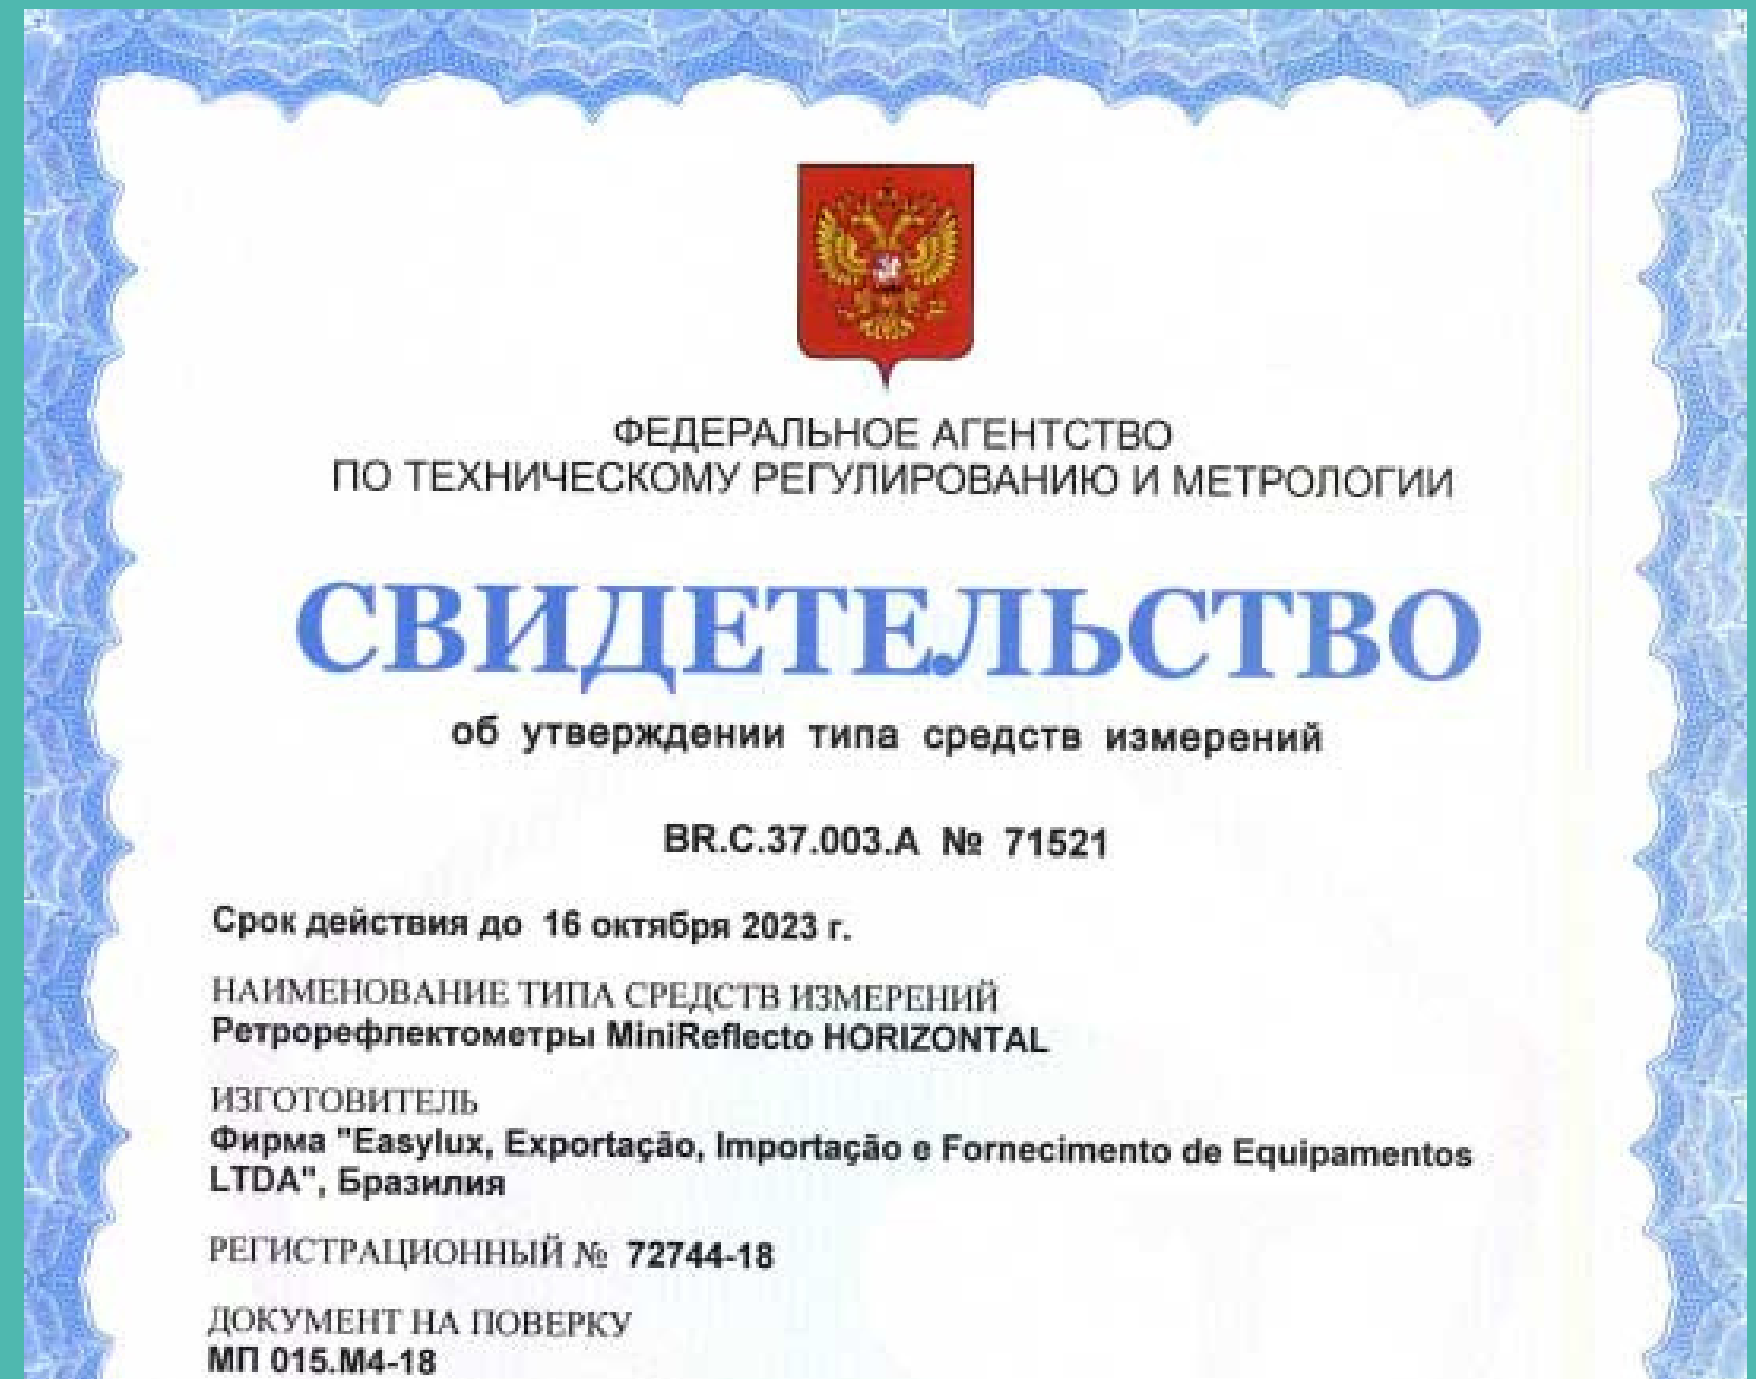 ФЕДЕРАЛЬНОЕ АГЕНТСТВО
ПО ТЕХНИЧЕСКОМУ РЕГУЛИРОВАНИЮ И МЕТРОЛОГИИ
СВИДЕТЕЛЬСТВО
об утверждении типа средств измерений
BR.C.37.003.A № 71521
Срок действия до 16 октября 2023 г.
НАИМЕНОВАНИЕ ТИПА СРЕДСТВ ИЗМЕРЕНИЙ
Ретрорефлектометры MiniReflecto HORIZONTAL
ИЗГОТОВИТЕЛЬ
Фирма "Easylux, Exportação, Importação e Fornecimento de Equipamentos
LTDA", Бразилия
РЕГИСТРАЦИОННЫЙ № 72744-18
ДОКУМЕНТ НА ПОВЕРКУ
МП 015.М4-18